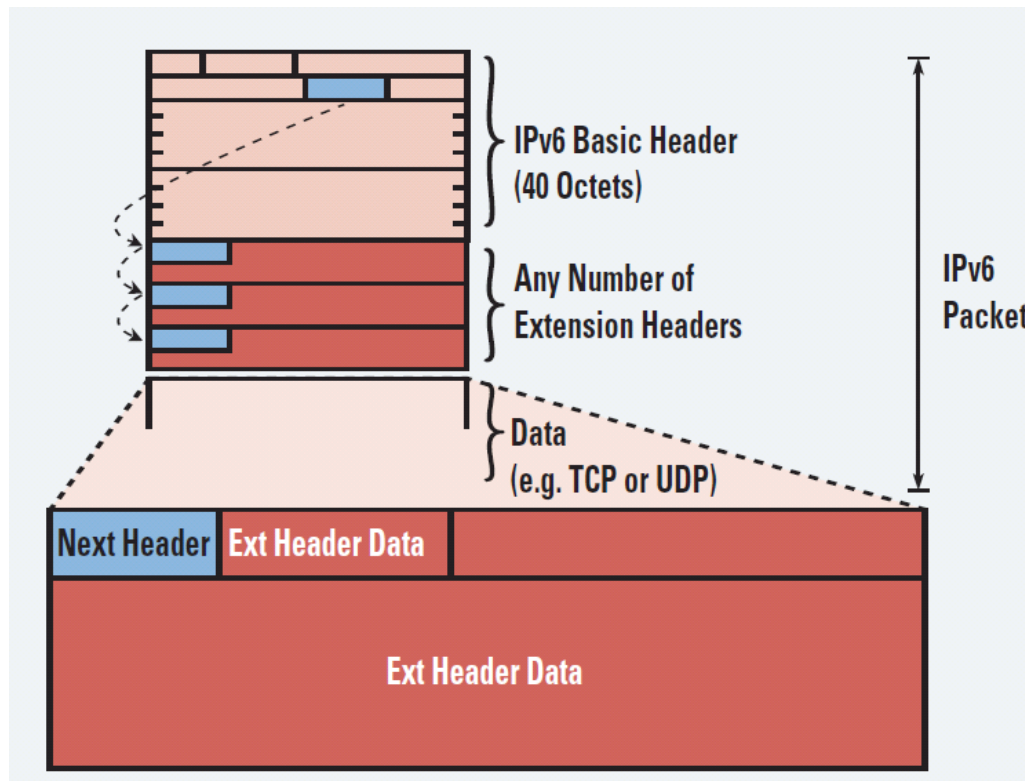 IPv6 Basic Header
(40 Octets)
Any Number of
Extension Headers
IPv6
Packet
Data
(e.g. TCP or UDP)
Next Header
Ext Header Data
Ext Header Data